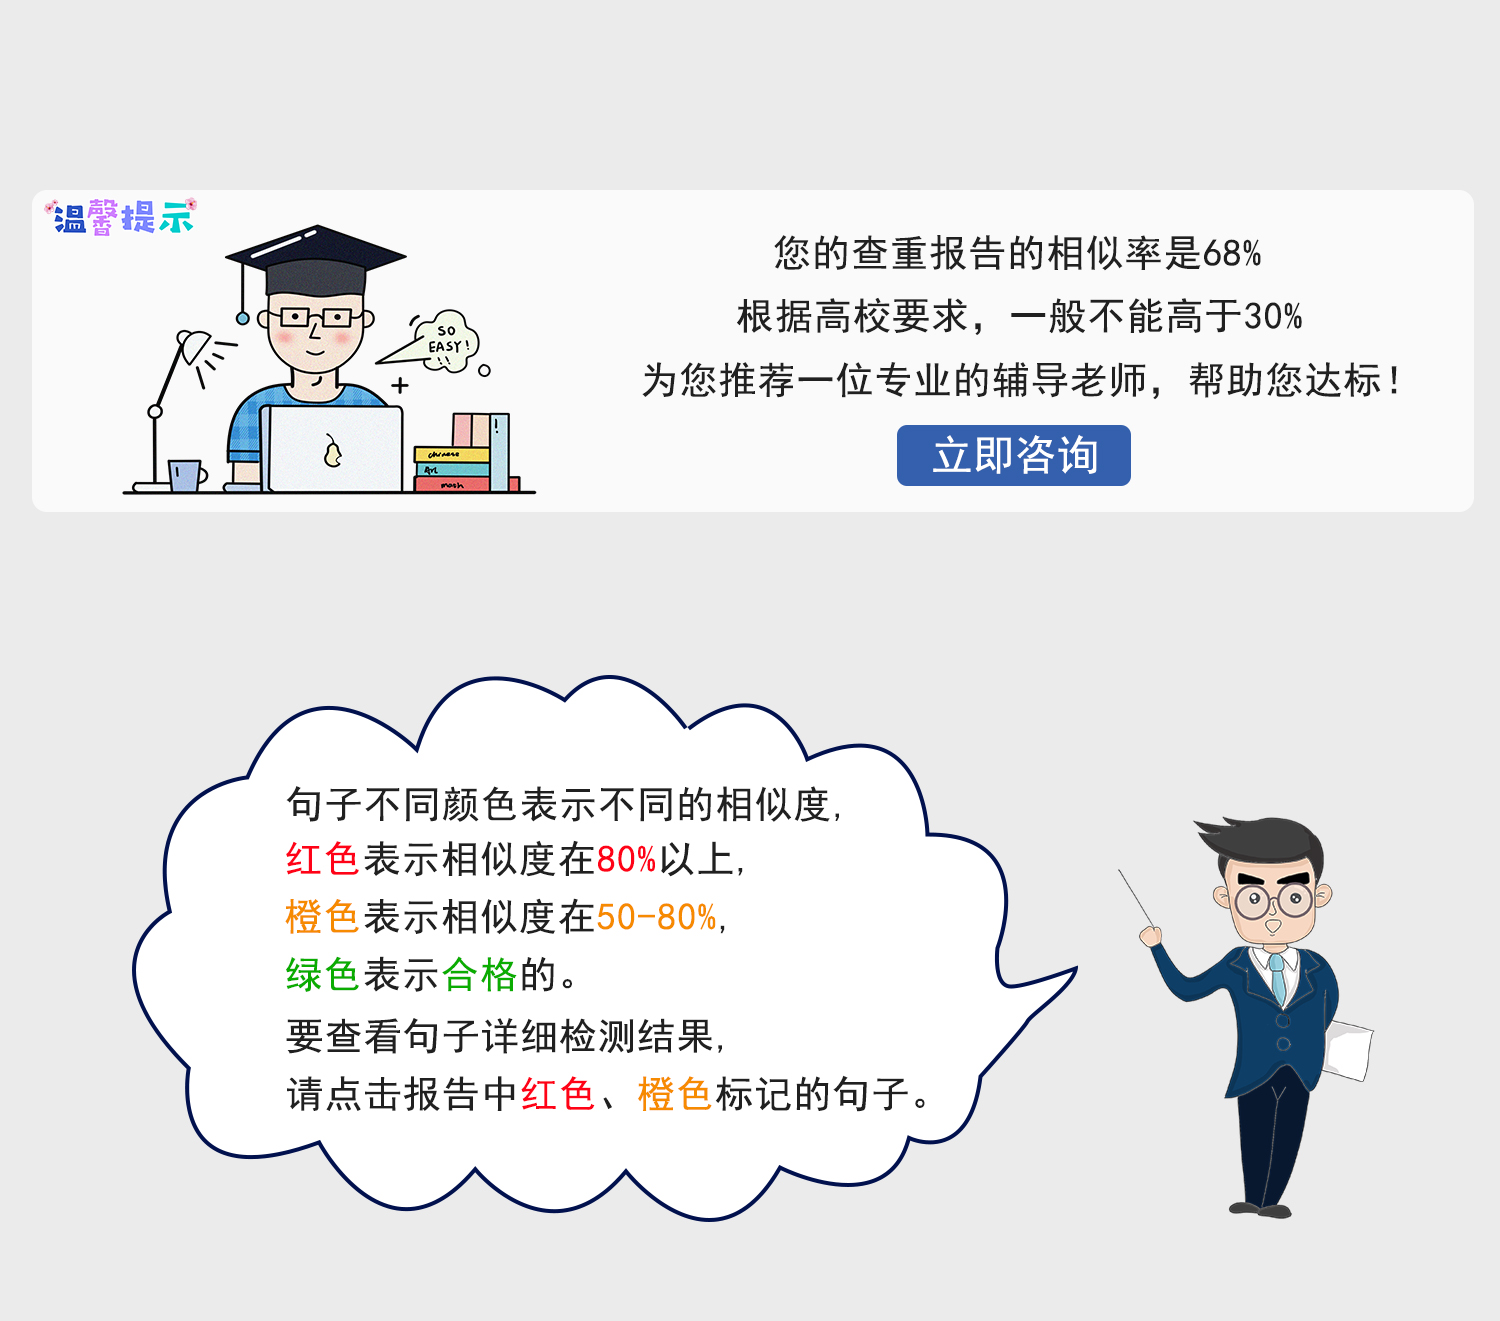 温馨提示
您的查重报告的相似率是68%
根据高校要求，一般不能高于30%
为您推荐一位专业的辅导老师，帮助您达标！
立即咨询
SO
EASY!
chinese
Art
math
句子不同颜色表示不同的相似度,
红色表示相似度在80%以上,
橙色表示相似度在50-80%,
绿色表示合格的。
要查看句子详细检测结果,
请点击报告中红色、橙色标记的句子。